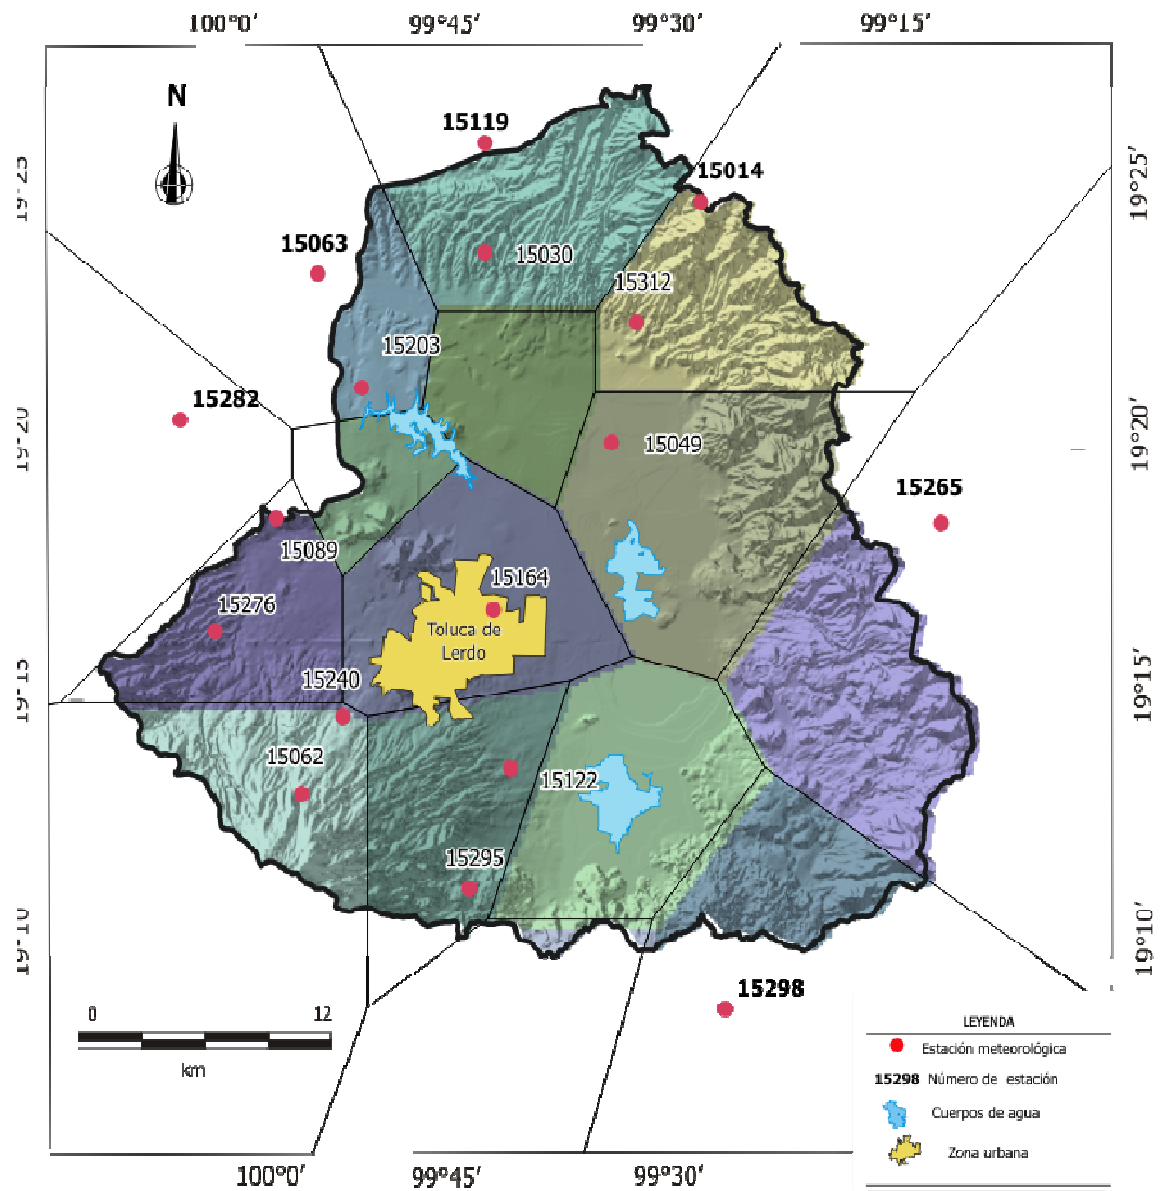 100°0′ 99°45′ 99°30′ 99°15′
N
15119
15014
19°25′
15063
15030
15312
15203
15282
15049
19°20′
15265
15089
15164
15276
Toluca de
Lerdo
15240
19°15′
15062
15122
15295
19°10′
15298
0 12
km
LEYENDA
Estación meteorológica
15298 Número de estación
Cuerpos de agua
Zona urbana
100°0′ 99°45′ 99°30′